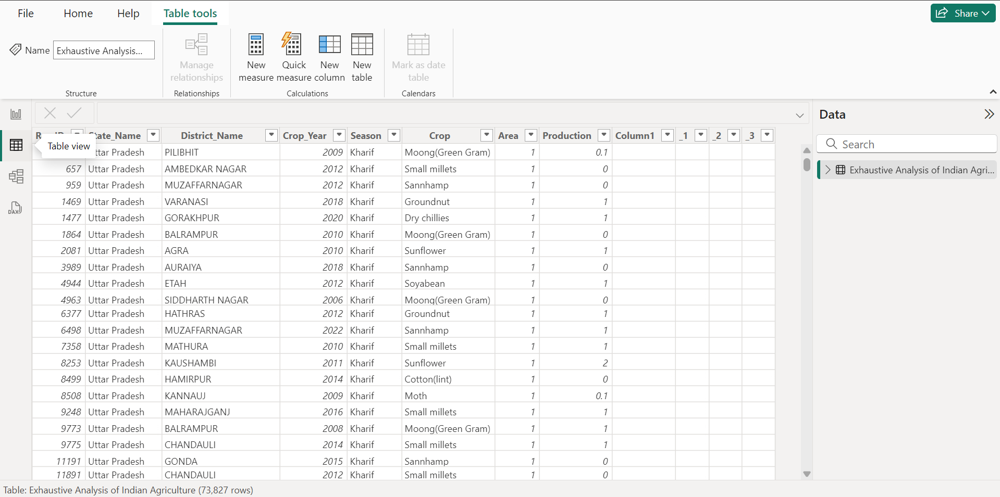 File Home Help Table tools Share
Name Exhaustive Analysis...
Manage relationships
New measure
Quick measure
New column
New table
Mark as date table
Structure Relationships Calculations Calendars
Data
State_Name District_Name Crop_Year Season Crop Area Production Column1 _1 _2 _3
Table view
Search
Exhaustive Analysis of Indian Agri...
DAX
ttar Pradesh PILIBHIT 2009 Kharif Moong(Green Gram) 1 0.1
657 Uttar Pradesh AMBEDKAR NAGAR 2012 Kharif Small millets 1 0
959 Uttar Pradesh MUZAFFARNAGAR 2012 Kharif Sannhamp 1 0
1469 Uttar Pradesh VARANASI 2018 Kharif Groundnut 1 1
1477 Uttar Pradesh GORAKHPUR 2020 Kharif Dry chillies 1 1
1864 Uttar Pradesh BALRAMPUR 2010 Kharif Moong(Green Gram) 1 0
2081 Uttar Pradesh AGRA 2010 Kharif Sunflower 1 1
3989 Uttar Pradesh AURAIYA 2018 Kharif Sannhamp 1 0
4944 Uttar Pradesh ETAH 2012 Kharif Soyabean 1 1
4963 Uttar Pradesh SIDDHARTH NAGAR 2006 Kharif Moong(Green Gram) 1 0
6377 Uttar Pradesh HATHRAS 2012 Kharif Groundnut 1 1
6498 Uttar Pradesh MUZAFFARNAGAR 2022 Kharif Sannhamp 1 1
7358 Uttar Pradesh MATHURA 2010 Kharif Small millets 1 1
8253 Uttar Pradesh KAUSHAMBI 2011 Kharif Sunflower 1 2
8499 Uttar Pradesh HAMIRPUR 2014 Kharif Cotton(lint) 1 0
8508 Uttar Pradesh KANNAUJ 2009 Kharif Moth 1 0.1
9248 Uttar Pradesh MAHARAJGANJ 2016 Kharif Small millets 1 1
9773 Uttar Pradesh BALRAMPUR 2008 Kharif Moong(Green Gram) 1 1
9775 Uttar Pradesh CHANDAULI 2014 Kharif Small millets 1 1
11191 Uttar Pradesh GONDA 2015 Kharif Sannhamp 1 0
11891 Uttar Pradesh CHANDAULI 2012 Kharif Small millets 1 0
Table: Exhaustive Analysis of Indian Agriculture (73,827 rows)